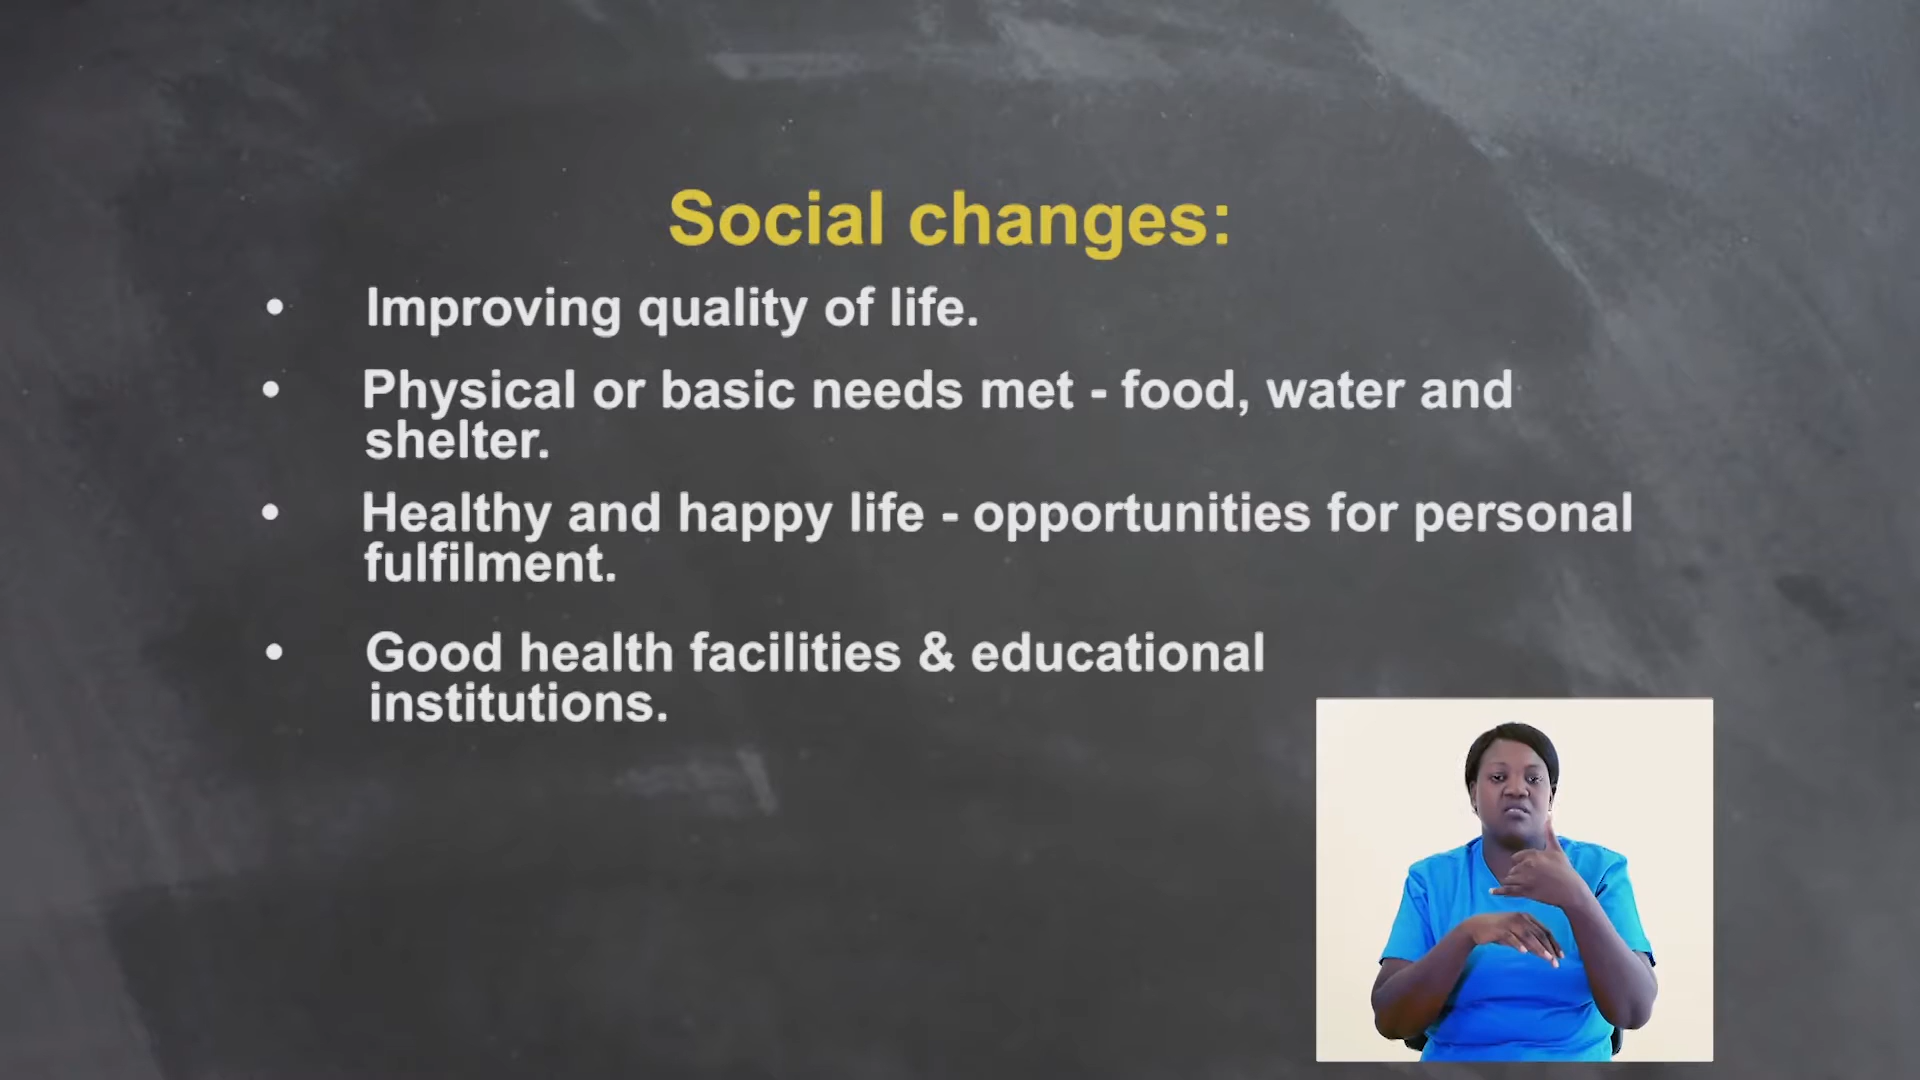 Social changes:
• Improving quality of life.
• Physical or basic needs met - food, water and
shelter.
• Healthy and happy life - opportunities for personal
fulfilment.
• Good health facilities & educational
institutions.